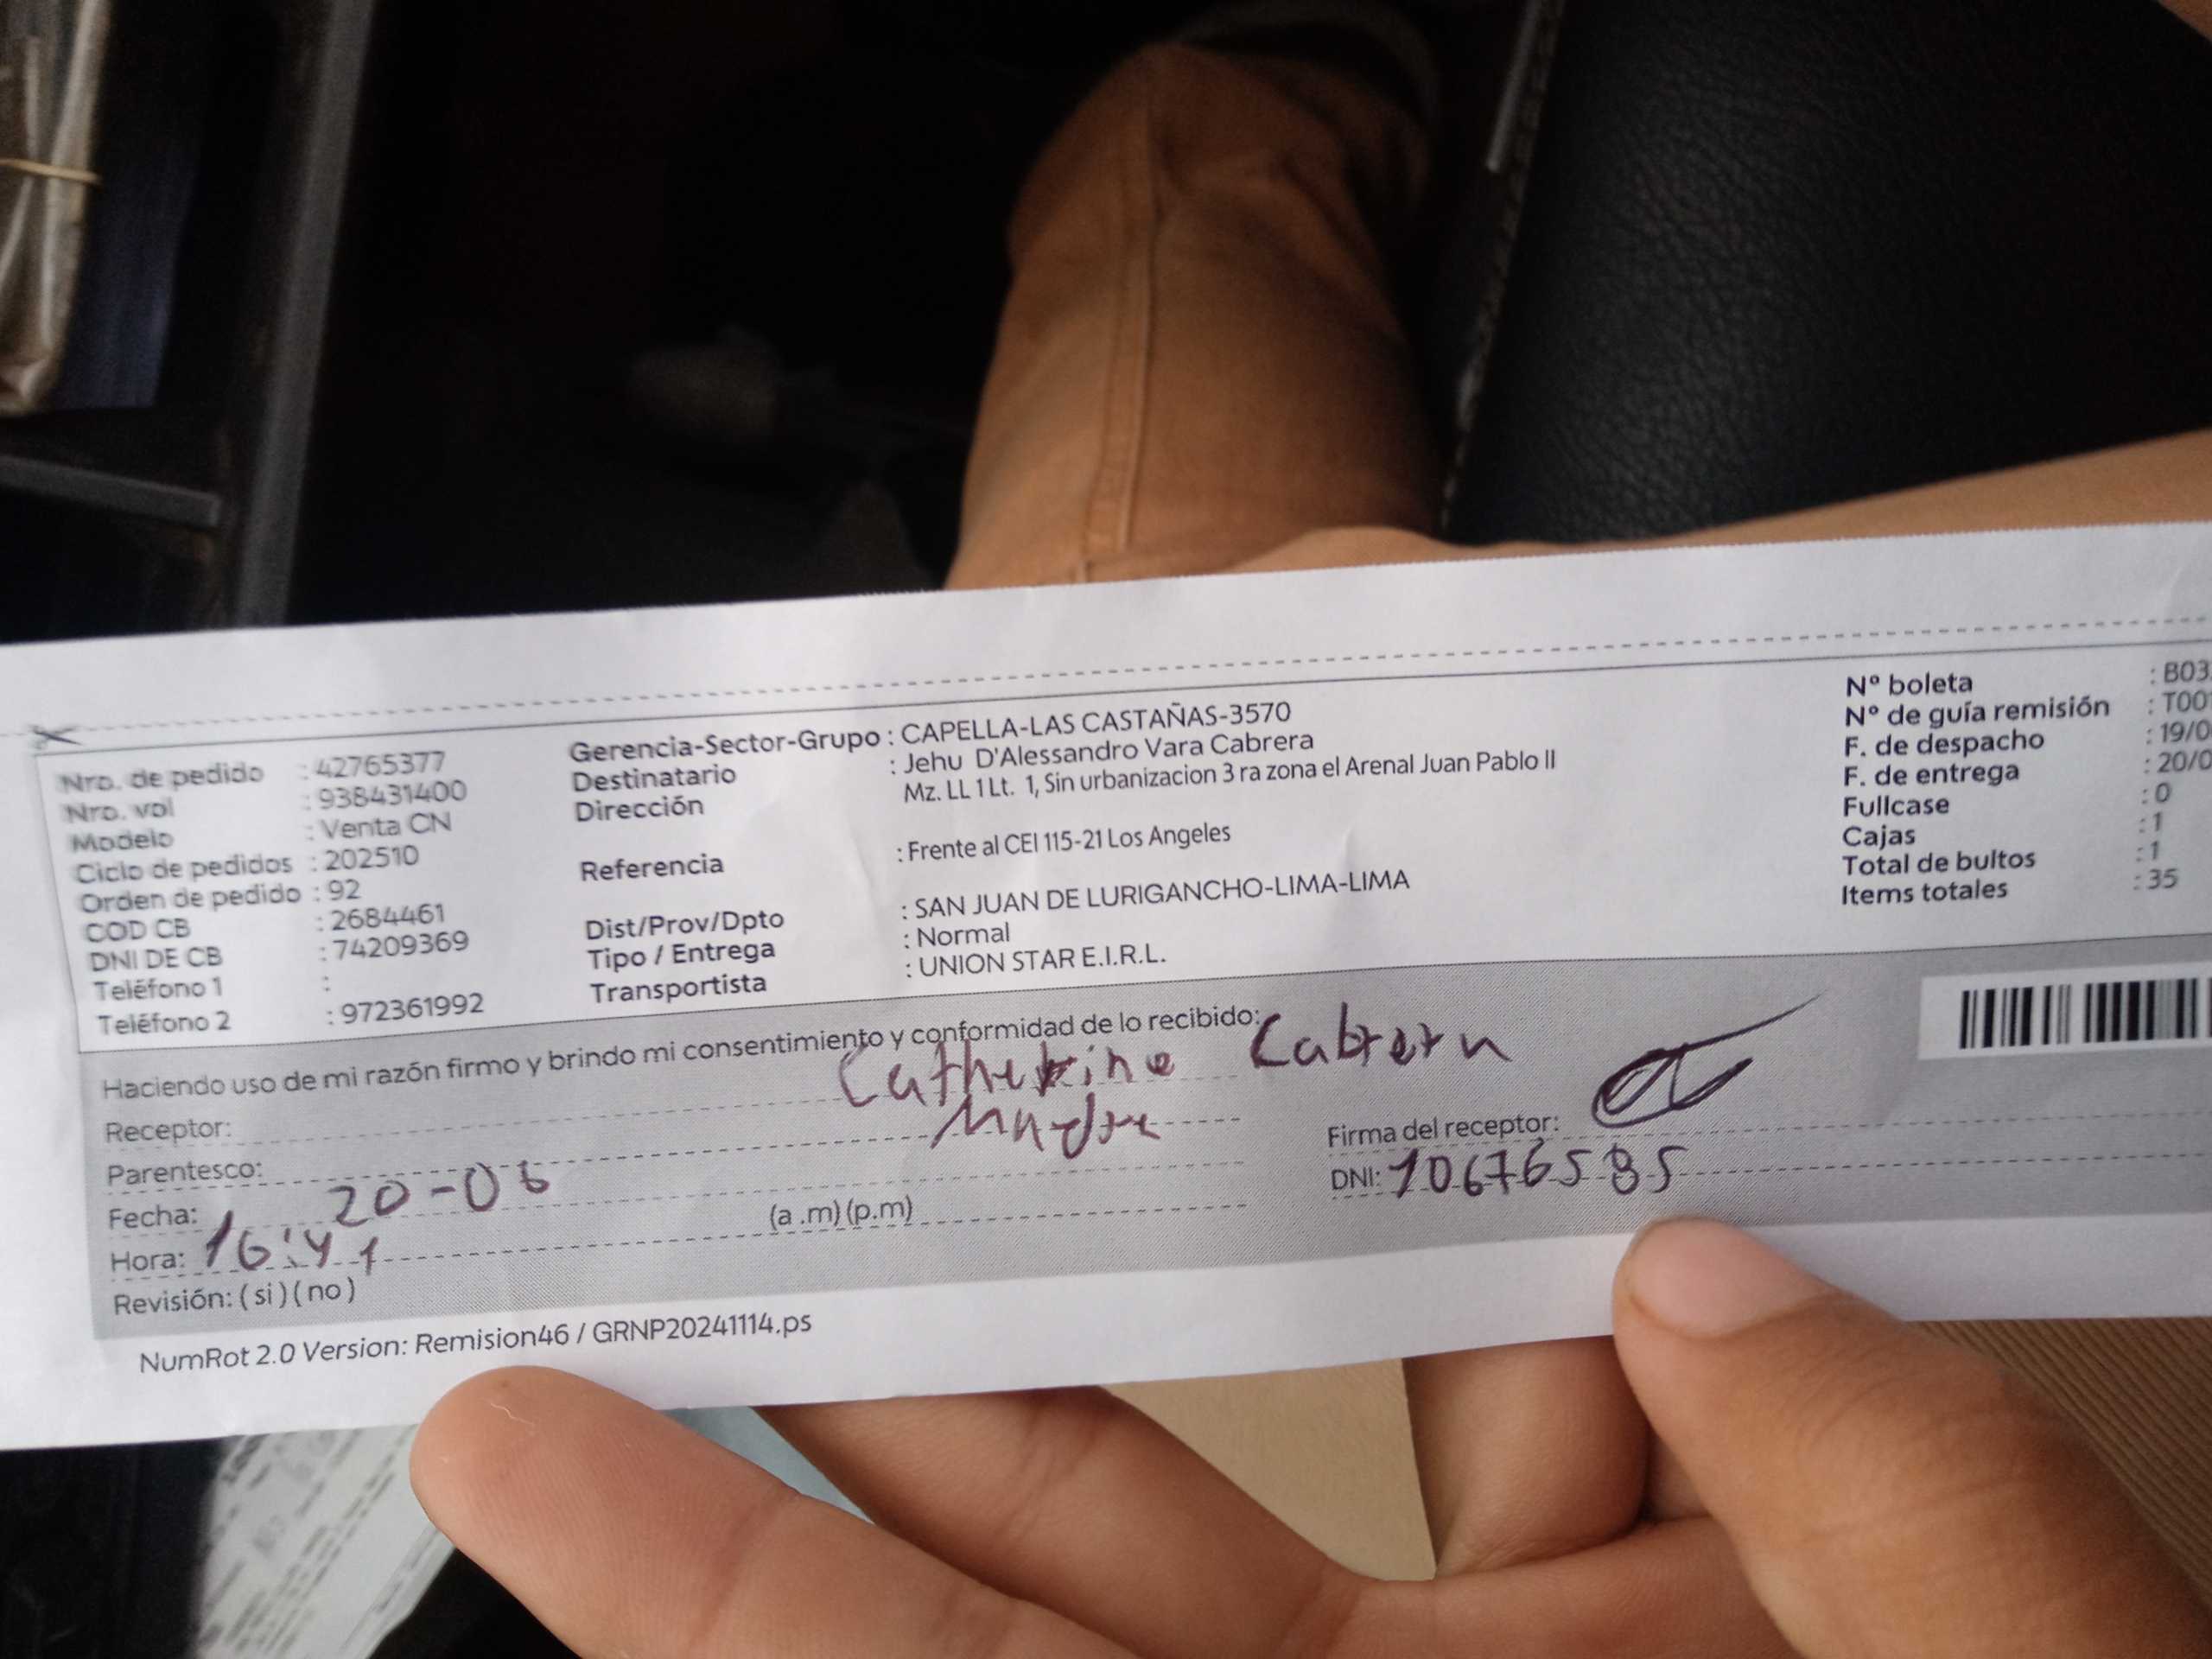 Nro. de pedido : 42765377
Nro. vol : 938431400
Modelo : Venta CN
Ciclo de pedidos : 202510
Orden de pedido : 92
COD CB : 2684461
DNI DE CB : 74209369
Teléfono 1 :
Teléfono 2 : 972361992
Gerencia-Sector-Grupo : CAPELLA-LAS CASTAÑAS-3570
Destinatario : Jehu D'Alessandro Vara Cabrera
Dirección Mz. LL 1 Lt. 1, Sin urbanizacion 3 ra zona el Arenal Juan Pablo II
Referencia : Frente al CEI 115-21 Los Angeles
Dist/Prov/Dpto : SAN JUAN DE LURIGANCHO-LIMA-LIMA
Tipo / Entrega : Normal
Transportista : UNION STAR E.I.R.L.
N° boleta : B03
N° de guía remisión : T001
F. de despacho : 19/0
F. de entrega : 20/0
Fullcase : 0
Cajas : 1
Total de bultos : 1
Items totales : 35
Haciendo uso de mi razón firmo y brindo mi consentimiento y conformidad de lo recibido:
Receptor: Catherine Cabrera
Parentesco: Madre
Fecha: 20-06
Hora: 16:41 (a .m) (p.m)
Revisión: ( si ) ( no )
Firma del receptor:
DNI: 10676585
NumRot 2.0 Version: Remision46 / GRNP20241114.ps